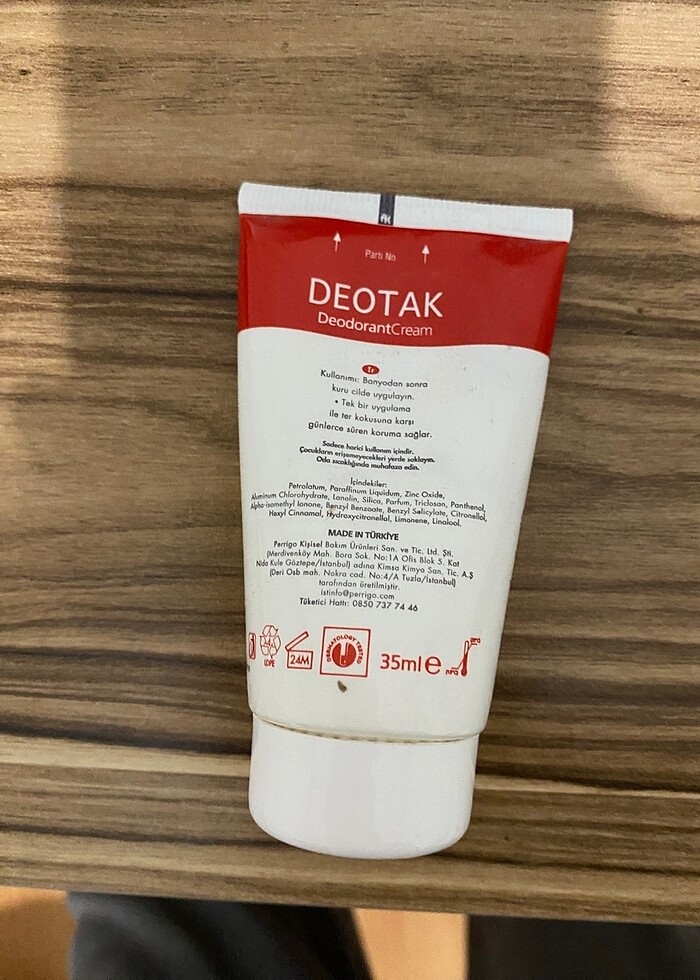 Parti No
DEOTAK
DeodorantCream
Tr
Kullanımı: Banyodan sonra
kuru cilde uygulayın.
• Tek bir uygulama
ile ter kokusuna karşı
günlerce süren koruma sağlar.
Sadece harici kullanım içindir.
Çocukların erişemeyecekleri yerde saklayın.
Oda sıcaklığında muhafaza edin.
İçindekiler:
Petrolatum, Paraffinum Liquidum, Zinc Oxide,
Aluminum Chlorohydrate, Lanolin, Silica, Parfum, Triclosan, Panthenol,
Alpha-isomethyl Ionone, Benzyl Benzoate, Benzyl Salicylate, Citronellol,
Hexyl Cinnamal, Hydroxycitronellal, Limonene, Linalool.
MADE IN TÜRKİYE
Perrigo Kişisel Bakım Ürünleri San. ve Tic. Ltd. Şti.
(Merdivenköy Mah. Bora Sok. No:1A Ofis Blok 5. Kat
Nida Kule Göztepe/İstanbul) adına Kimsa Kimya San. Tic. A.Ş
(Deri Osb mah. Nokra cad. No:4/A Tuzla/İstanbul)
tarafından üretilmiştir.
istinfo@perrigo.com
Tüketici Hattı: 0850 737 74 46
LDPE
24M
DERMATOLOGY TESTED
35ml e